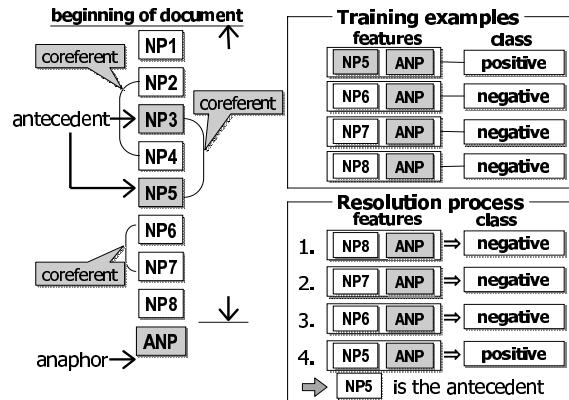 beginning of document
NP1
coreferent
NP2
coreferent
antecedent
NP3
NP4
NP5
NP6
coreferent
NP7
NP8
ANP
anaphor
Training examples
features class
NP5 ANP positive
NP6 ANP negative
NP7 ANP negative
NP8 ANP negative
Resolution process
features class
1. NP8 ANP ⇒ negative
2. NP7 ANP ⇒ negative
3. NP6 ANP ⇒ negative
4. NP5 ANP ⇒ positive
NP5 is the antecedent